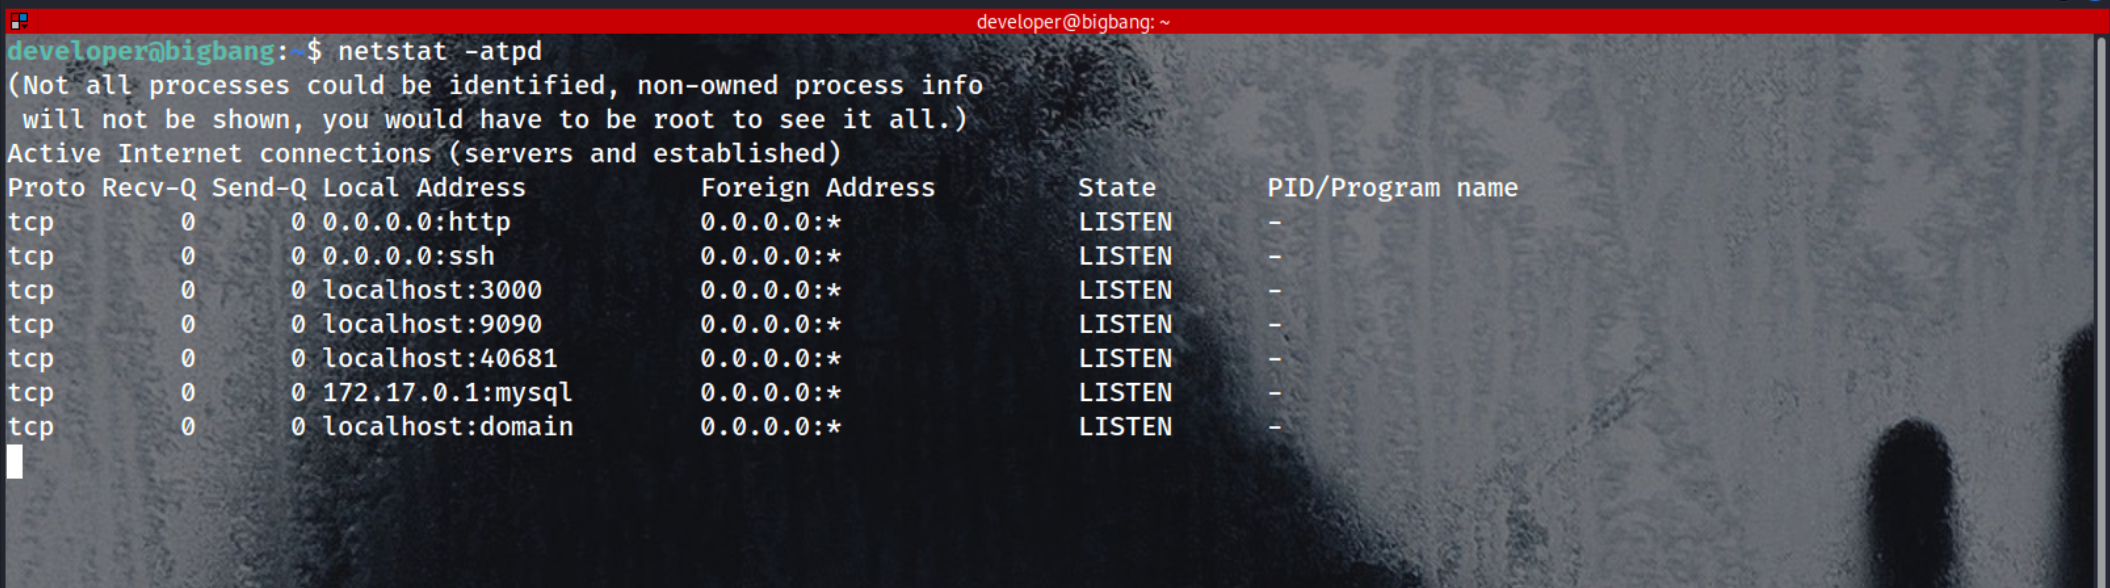 developer@bigbang: ~
developer@bigbang:~$ netstat -atpd
(Not all processes could be identified, non-owned process info
 will not be shown, you would have to be root to see it all.)
Active Internet connections (servers and established)
Proto Recv-Q Send-Q Local Address           Foreign Address         State       PID/Program name
tcp        0      0 0.0.0.0:http            0.0.0.0:*               LISTEN      -
tcp        0      0 0.0.0.0:ssh             0.0.0.0:*               LISTEN      -
tcp        0      0 localhost:3000          0.0.0.0:*               LISTEN      -
tcp        0      0 localhost:9090          0.0.0.0:*               LISTEN      -
tcp        0      0 localhost:40681         0.0.0.0:*               LISTEN      -
tcp        0      0 172.17.0.1:mysql        0.0.0.0:*               LISTEN      -
tcp        0      0 localhost:domain        0.0.0.0:*               LISTEN      -